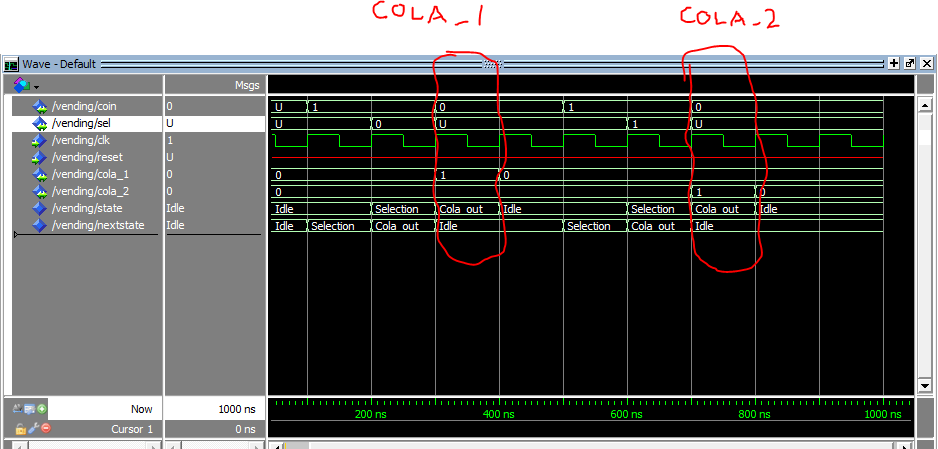 COLA_1 COLA_2
Wave - Default
Msgs
/vending/coin 0 U 1 0 1 0
/vending/sel U U 0 U 1 U
/vending/clk 1
/vending/reset U
/vending/cola_1 0 0 1 0
/vending/cola_2 0 0 1 0
/vending/state Idle Idle Selection Cola_out Idle Selection Cola_out Idle
/vending/nextstate Idle Idle Selection Cola_out Idle Selection Cola_out Idle
Now 1000 ns 200 ns 400 ns 600 ns 800 ns 1000 ns
Cursor 1 0 ns